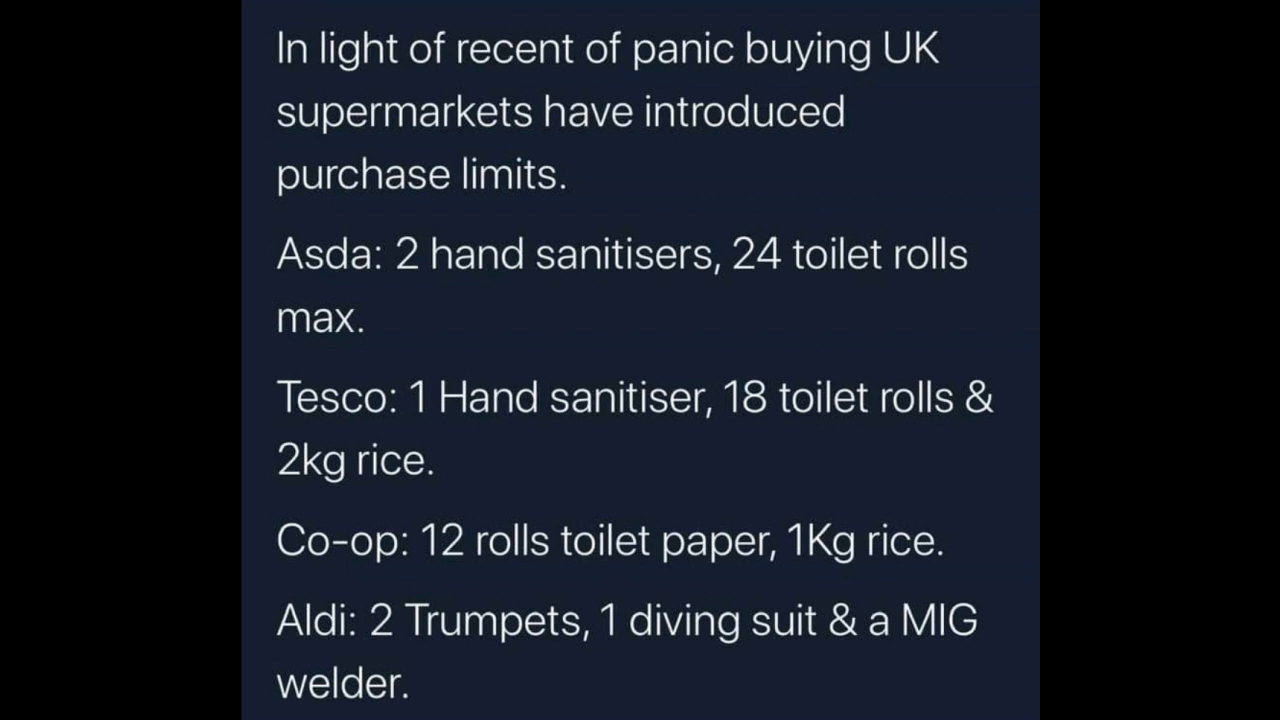 In light of recent of panic buying UK
supermarkets have introduced
purchase limits.
Asda: 2 hand sanitisers, 24 toilet rolls
max.
Tesco: 1 Hand sanitiser, 18 toilet rolls &
2kg rice.
Co-op: 12 rolls toilet paper, 1Kg rice.
Aldi: 2 Trumpets, 1 diving suit & a MIG
welder.